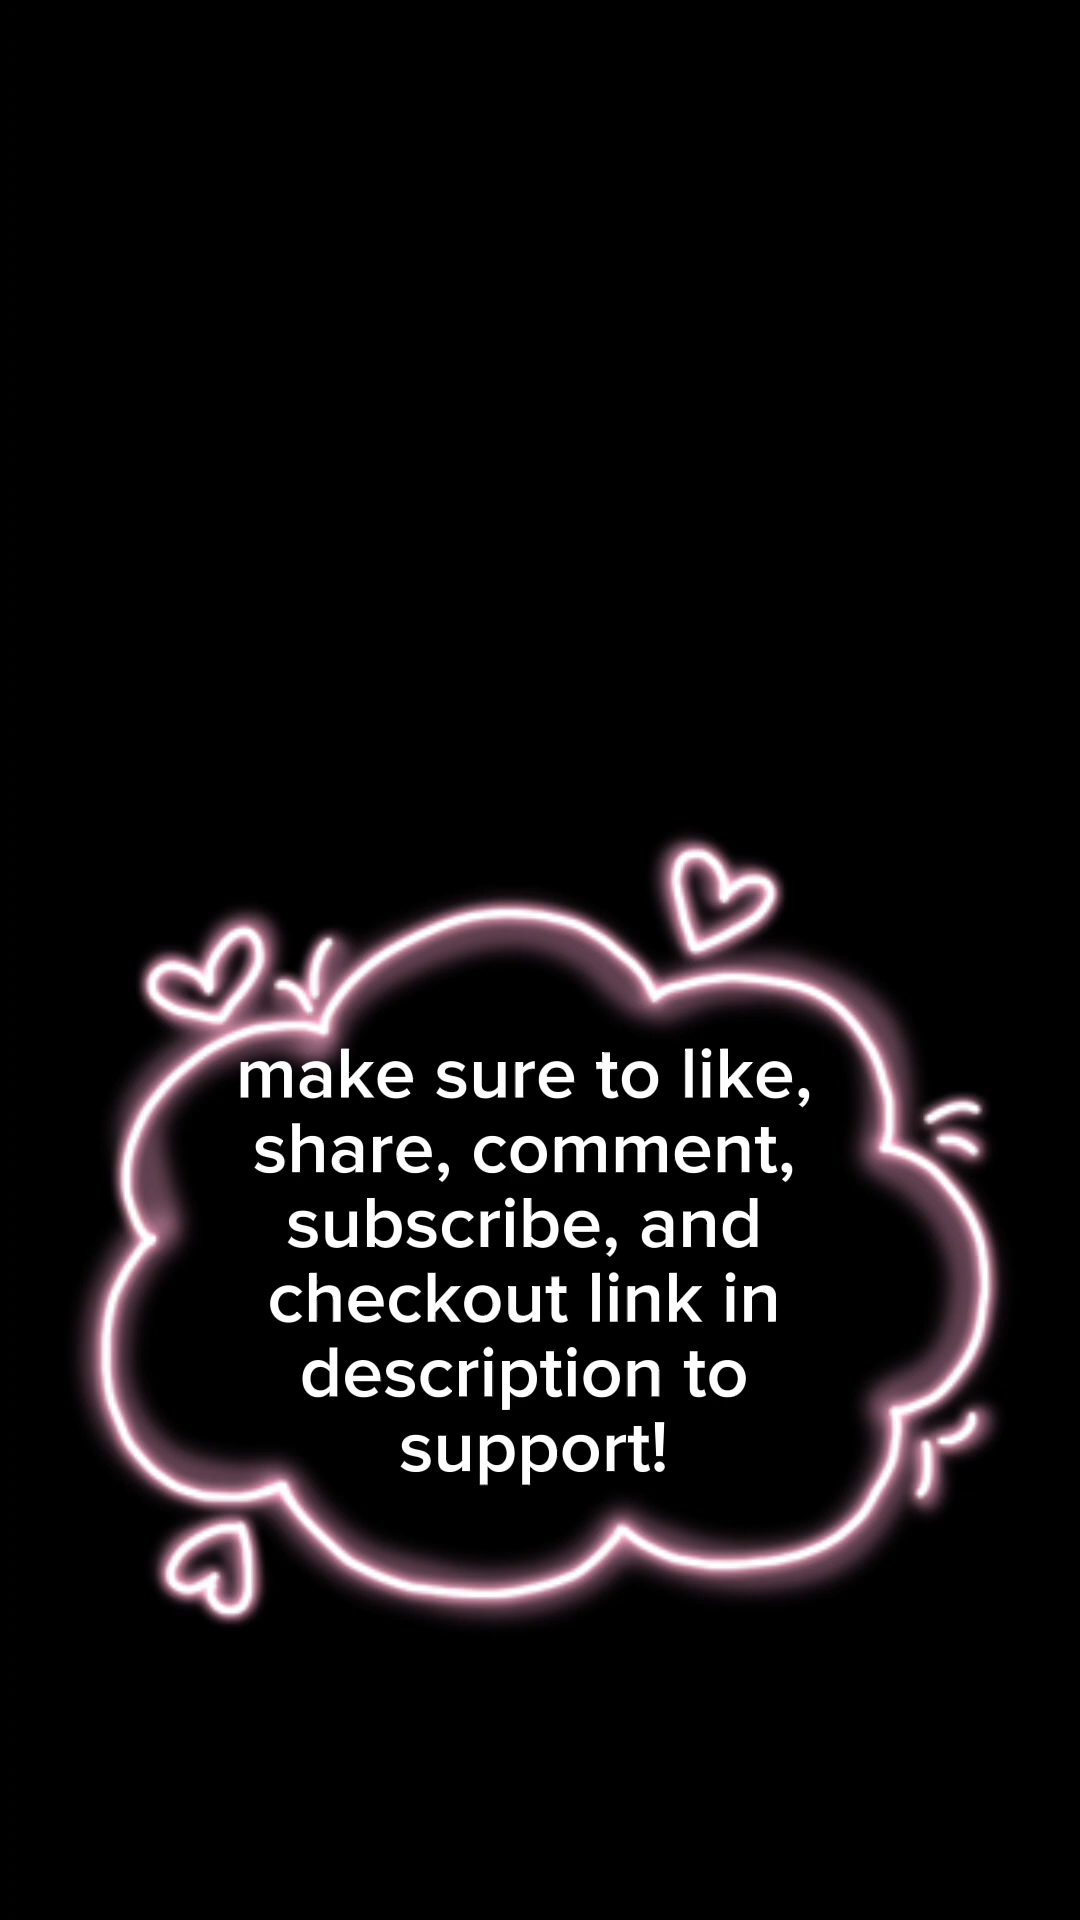 make sure to like,
share, comment,
subscribe, and
checkout link in
description to
support!